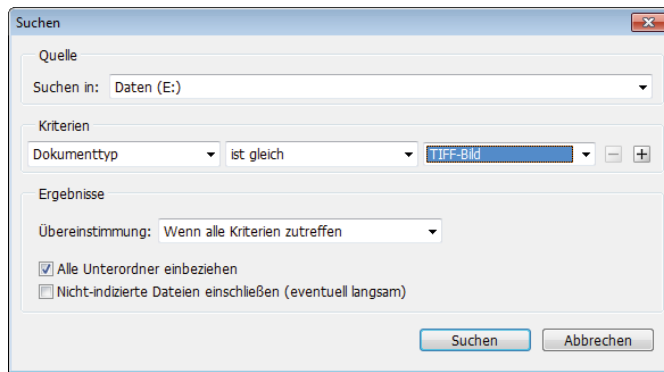 Suchen
Quelle
Suchen in: Daten (E:)
Kriterien
Dokumenttyp ist gleich TIFF-Bild
Ergebnisse
Übereinstimmung: Wenn alle Kriterien zutreffen
Alle Unterordner einbeziehen
Nicht-indizierte Dateien einschließen (eventuell langsam)
Suchen Abbrechen